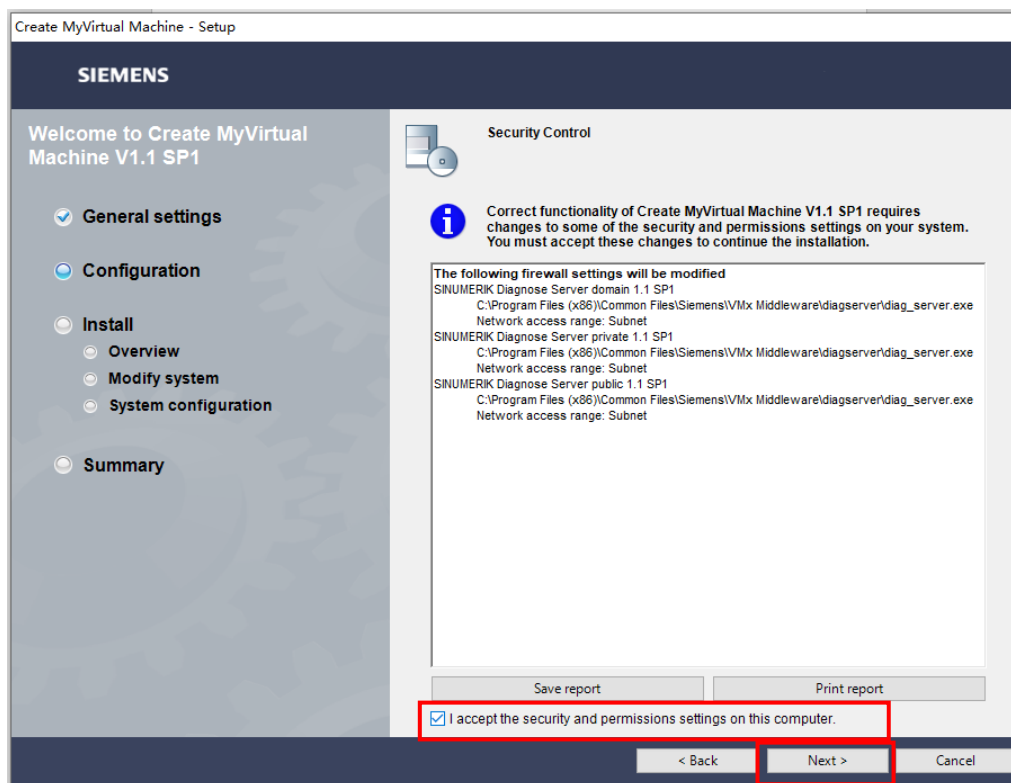 Create MyVirtual Machine - Setup
SIEMENS
Welcome to Create MyVirtual
Machine V1.1 SP1
General settings
Configuration
Install
Overview
Modify system
System configuration
Summary
Security Control
Correct functionality of Create MyVirtual Machine V1.1 SP1 requires
changes to some of the security and permissions settings on your system.
You must accept these changes to continue the installation.
The following firewall settings will be modified
SINUMERIK Diagnose Server domain 1.1 SP1
C:\Program Files (x86)\Common Files\Siemens\VMx Middleware\diagserver\diag_server.exe
Network access range: Subnet
SINUMERIK Diagnose Server private 1.1 SP1
C:\Program Files (x86)\Common Files\Siemens\VMx Middleware\diagserver\diag_server.exe
Network access range: Subnet
SINUMERIK Diagnose Server public 1.1 SP1
C:\Program Files (x86)\Common Files\Siemens\VMx Middleware\diagserver\diag_server.exe
Network access range: Subnet
Save report
Print report
I accept the security and permissions settings on this computer.
< Back
Next >
Cancel